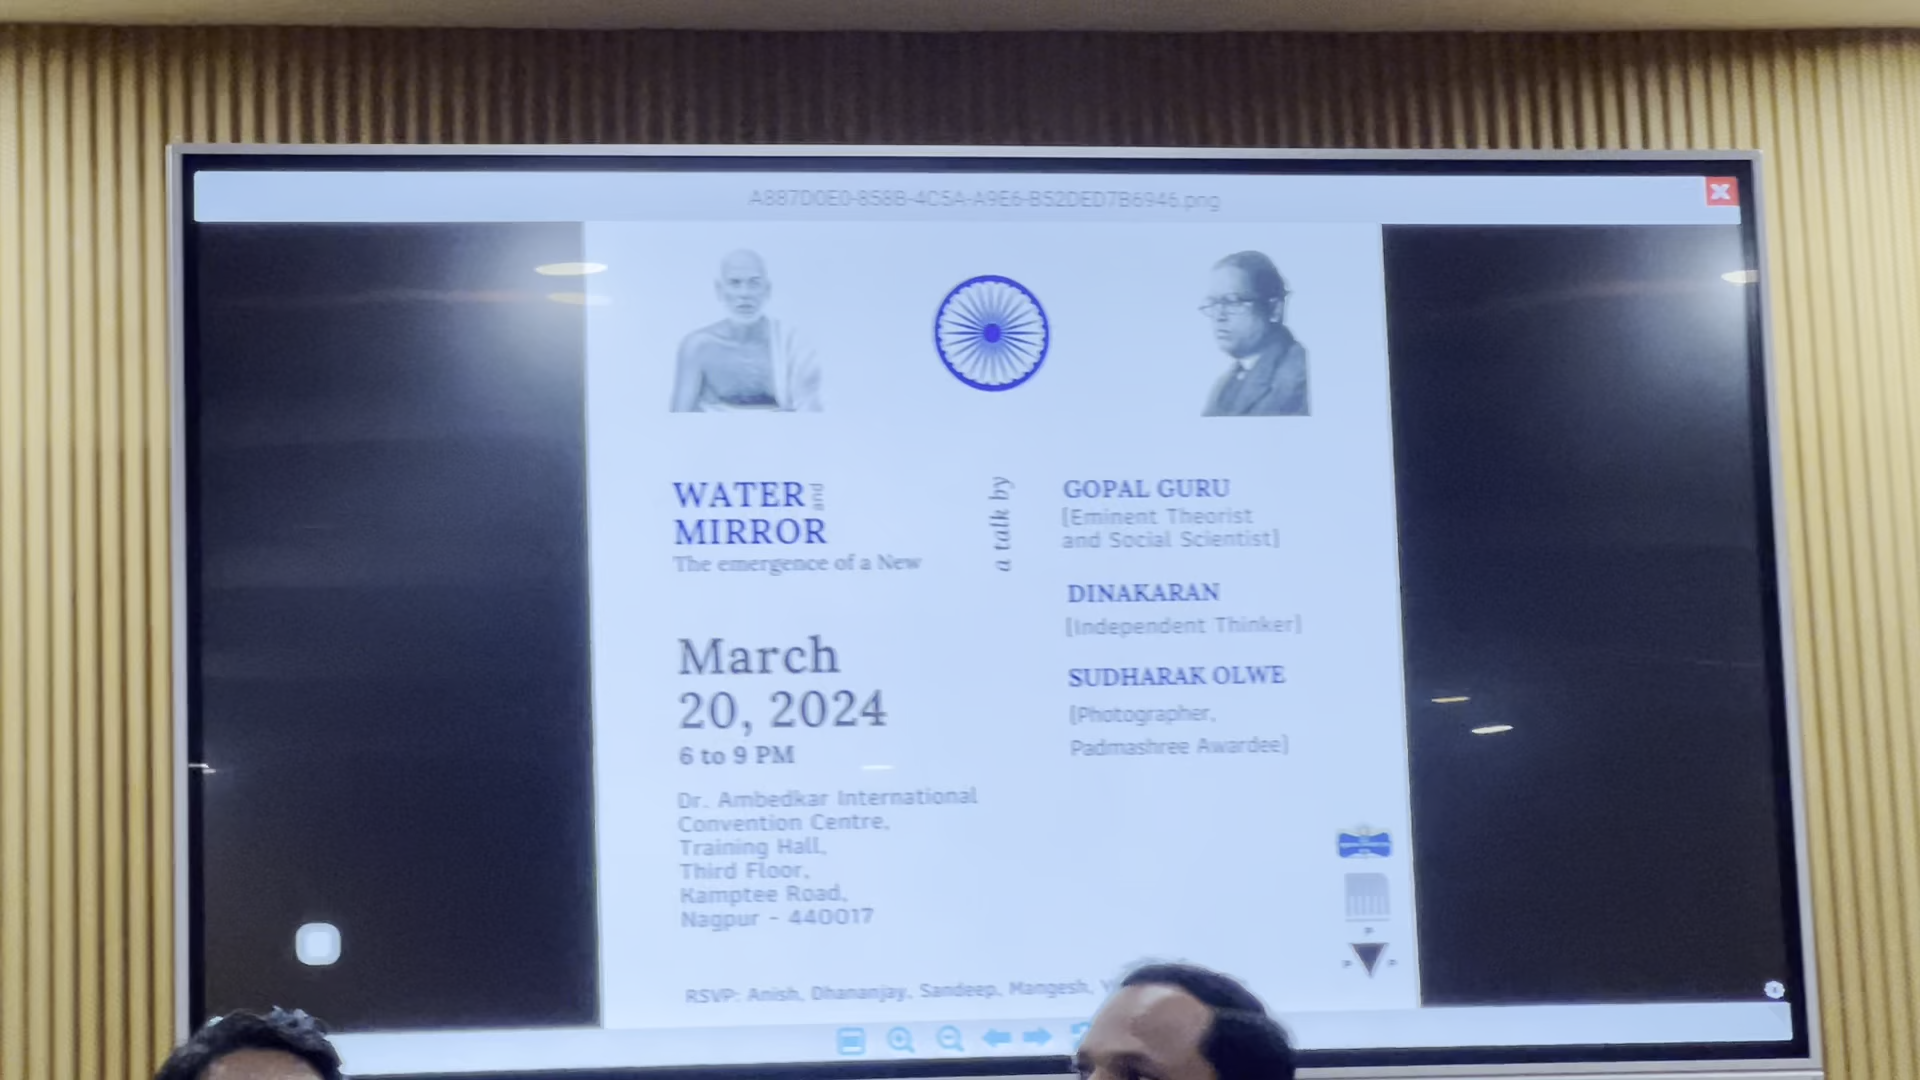 A887D0E0-858B-4C5A-A9E6-B52DED7B6946.png
WATER and
MIRROR
The emergence of a New
a talk by
GOPAL GURU
[Eminent Theorist
and Social Scientist]
DINAKARAN
[Independent Thinker]
SUDHARAK OLWE
[Photographer,
Padmashree Awardee]
March
20, 2024
6 to 9 PM
Dr. Ambedkar International
Convention Centre,
Training Hall,
Third Floor,
Kamptee Road,
Nagpur - 440017
P
P P
RSVP: Anish, Dhananjay, Sandeep, Mangesh,